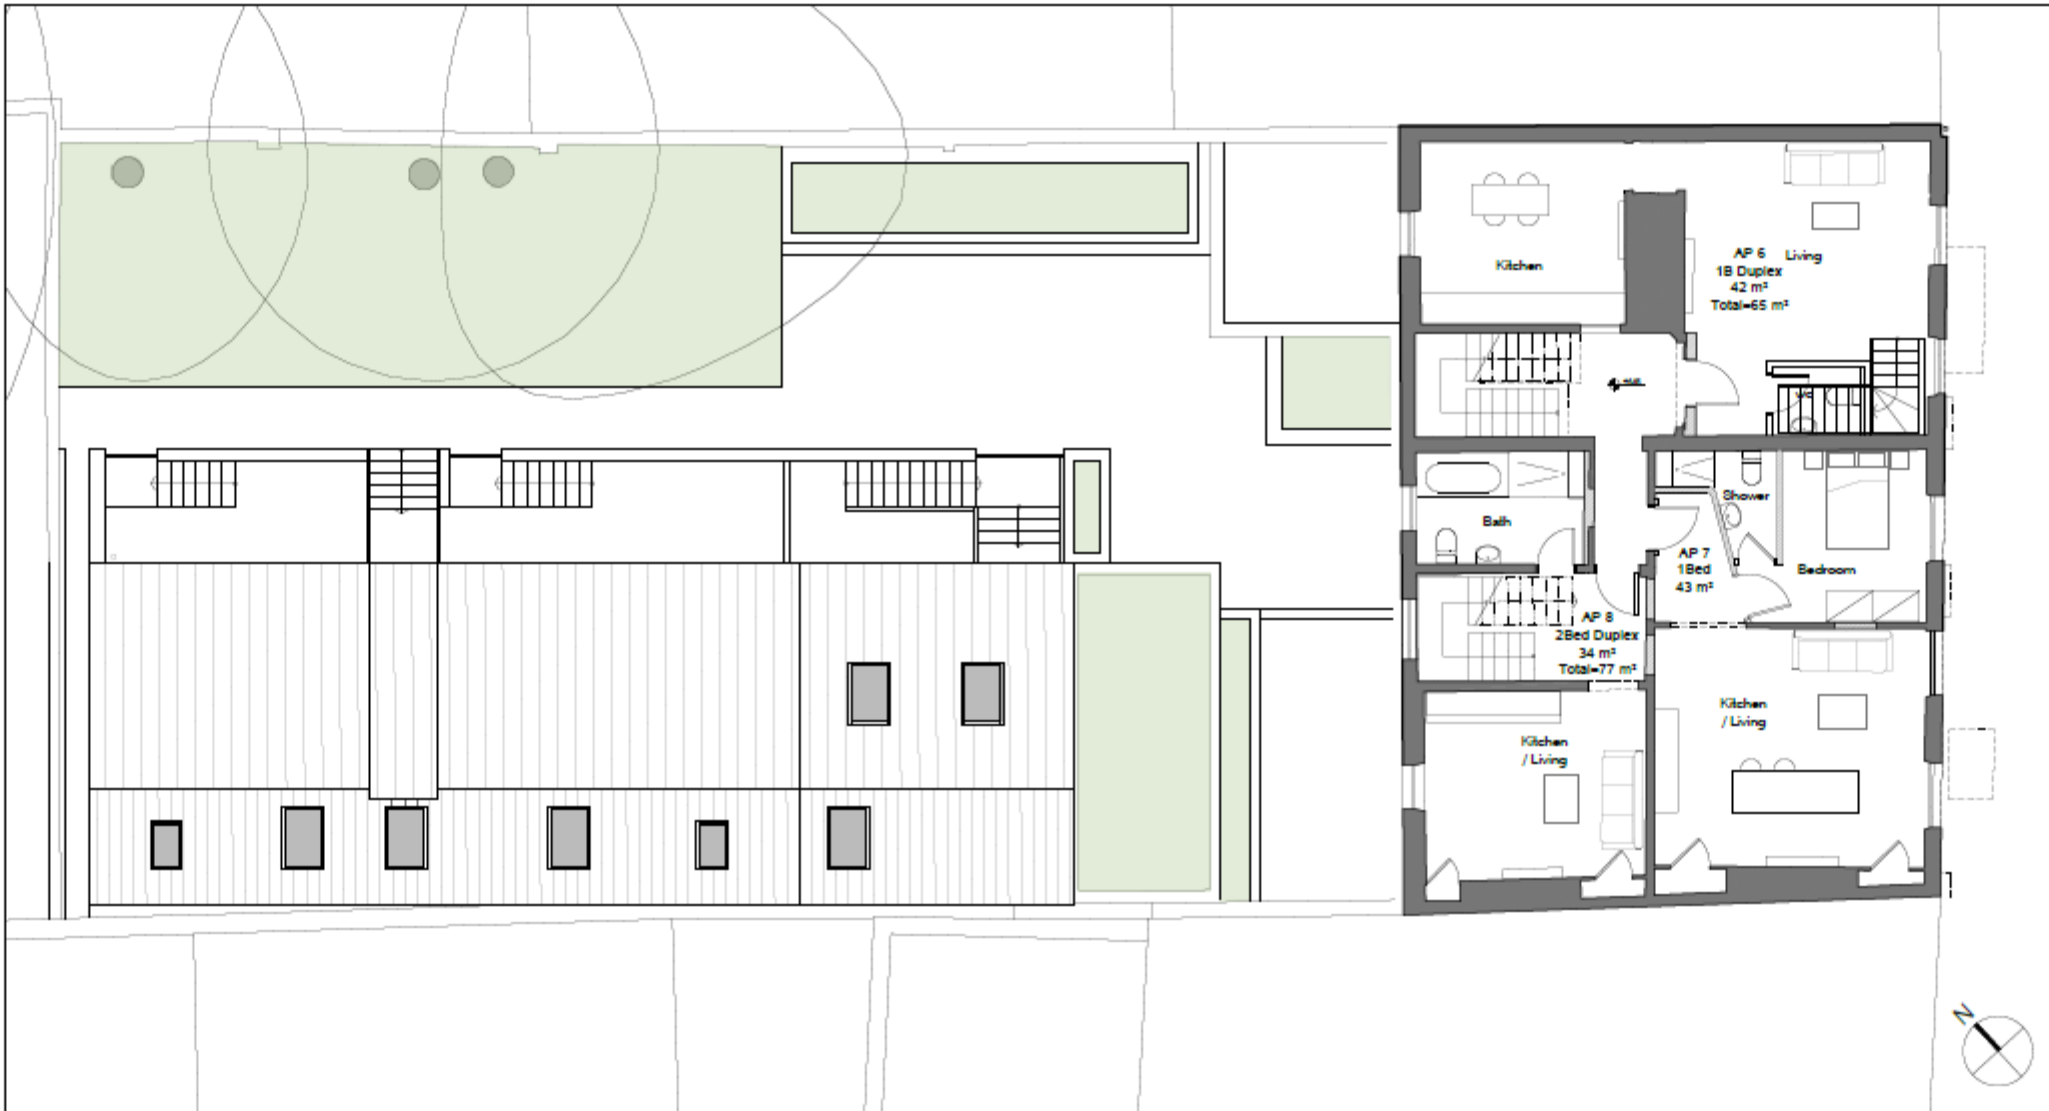 Kitchen
AP 6
Living
1B Duplex
42 m²
Total=65 m²
WC
Shower
Bath
AP 7
1Bed
43 m²
Bedroom
AP 8
2Bed Duplex
34 m²
Total=77 m²
Kitchen
/ Living
Kitchen
/ Living
N